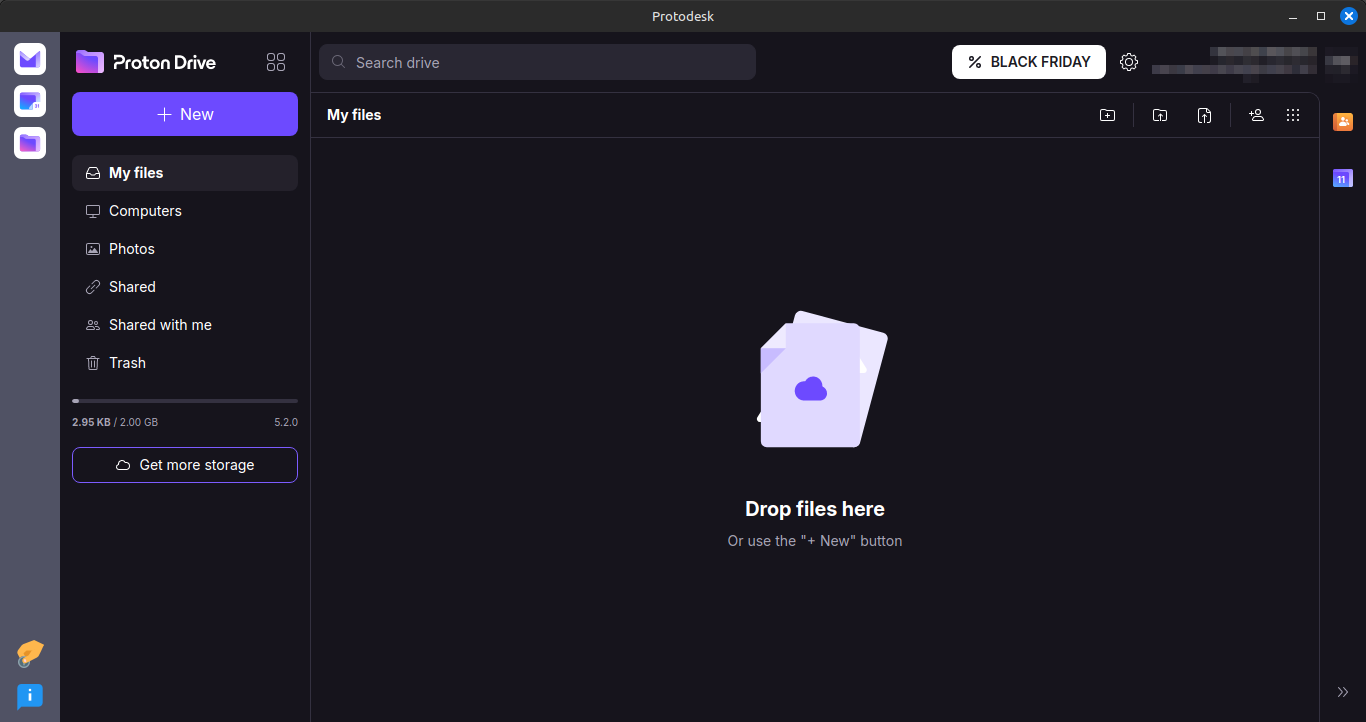 Protodesk
Proton Drive
Search drive
BLACK FRIDAY
New
My files
My files
Computers
Photos
Shared
Shared with me
Trash
2.95 KB / 2.00 GB
5.2.0
Get more storage
Drop files here
Or use the "+ New" button
11
i